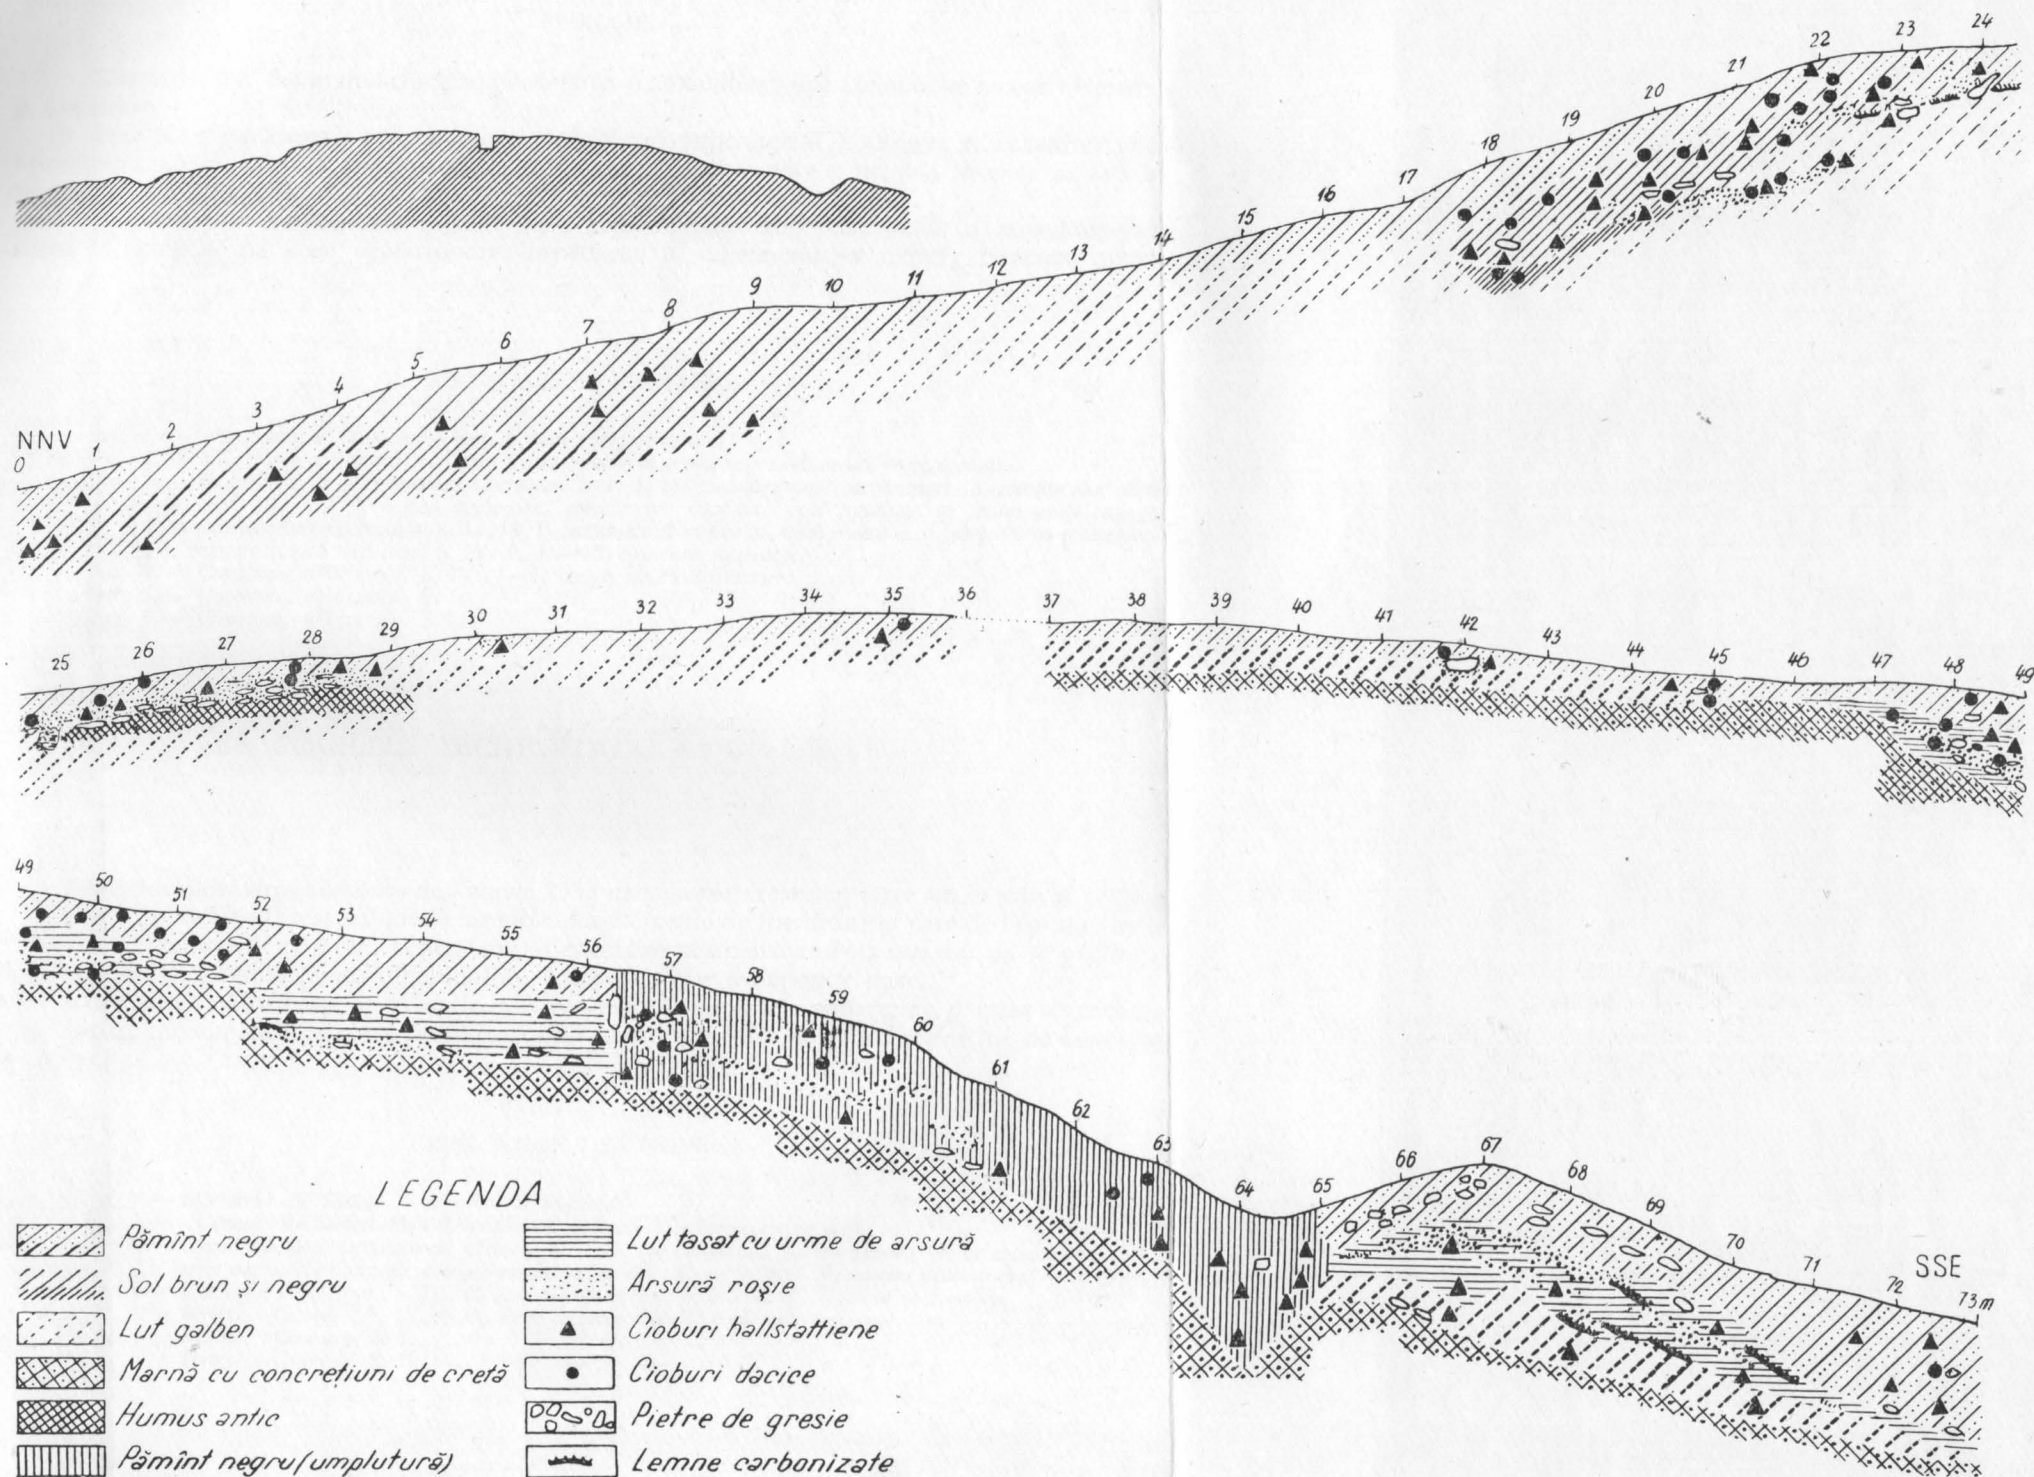 22 23 24
21
20
19
18
17
16
15
14
13
12
11
10
9
8
7
6
5
4
3
2
1
NNV
0
25 26 27 28 29 30 31 32 33 34 35 36 37 38 39 40 41 42 43 44 45 46 47 48 49
49 50 51 52 53 54 55 56 57 58 59 60 61 62 63 64 65 66 67 68 69 70 71 72 73m
SSE
LEGENDA
Pămînt negru
Sol brun și negru
Lut galben
Marnă cu concrețiuni de cretă
Humus antic
Pămînt negru (umplutură)
Lut tasat cu urme de arsură
Arsură roșie
Cioburi hallstattiene
Cioburi dacice
Pietre de gresie
Lemne carbonizate